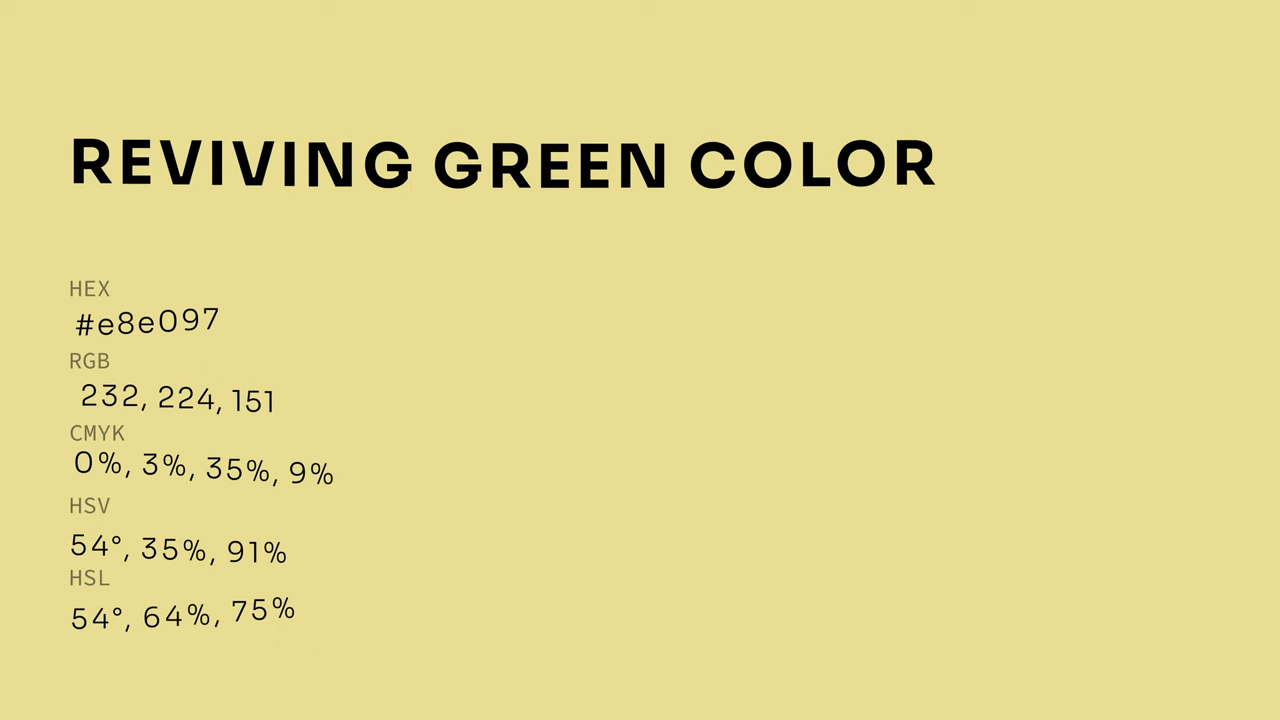 REVIVING GREEN COLOR
HEX
#e8e097
RGB
232, 224, 151
CMYK
0%, 3%, 35%, 9%
HSV
54°, 35%, 91%
HSL
54°, 64%, 75%